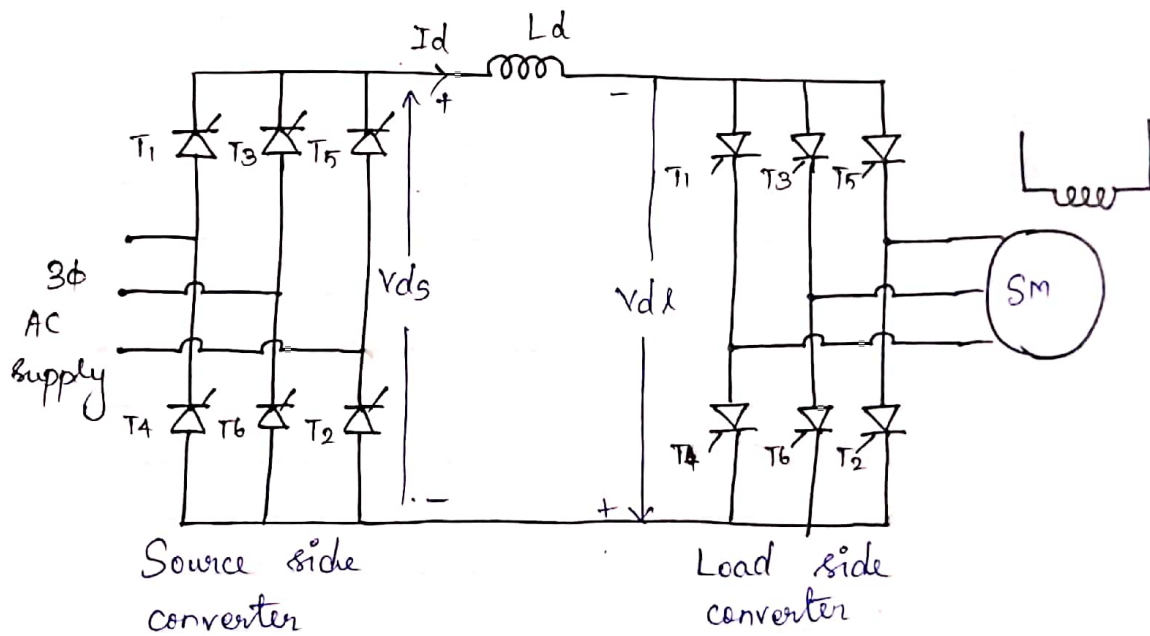 Id
Ld
+
-
T1
T3
T5
T1
T3
T5
3ϕ
AC
supply
Vds
Vdl
SM
T4
T6
T2
T4
T6
T2
-
+
Source side
converter
Load side
converter